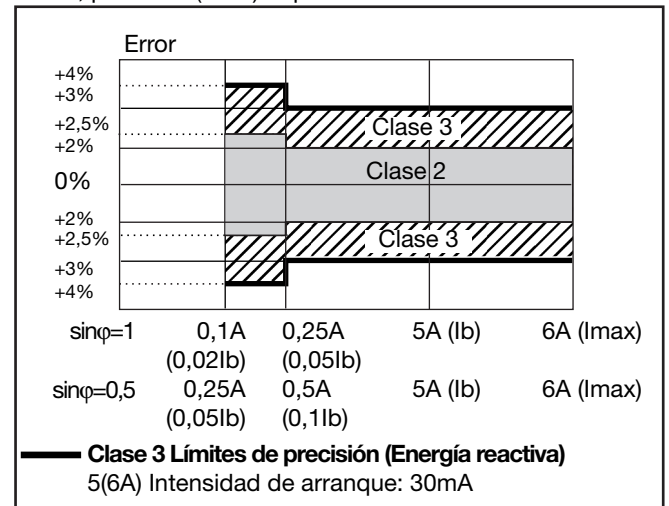 Error
+4%
+3%
+2,5%
+2%
0%
+2%
+2,5%
+3%
+4%
Clase 3
Clase 2
Clase 3
sinφ=1 0,1A 0,25A 5A (Ib) 6A (Imax)
(0,02Ib) (0,05Ib)
sinφ=0,5 0,25A 0,5A 5A (Ib) 6A (Imax)
(0,05Ib) (0,1Ib)
Clase 3 Límites de precisión (Energía reactiva)
5(6A) Intensidad de arranque: 30mA